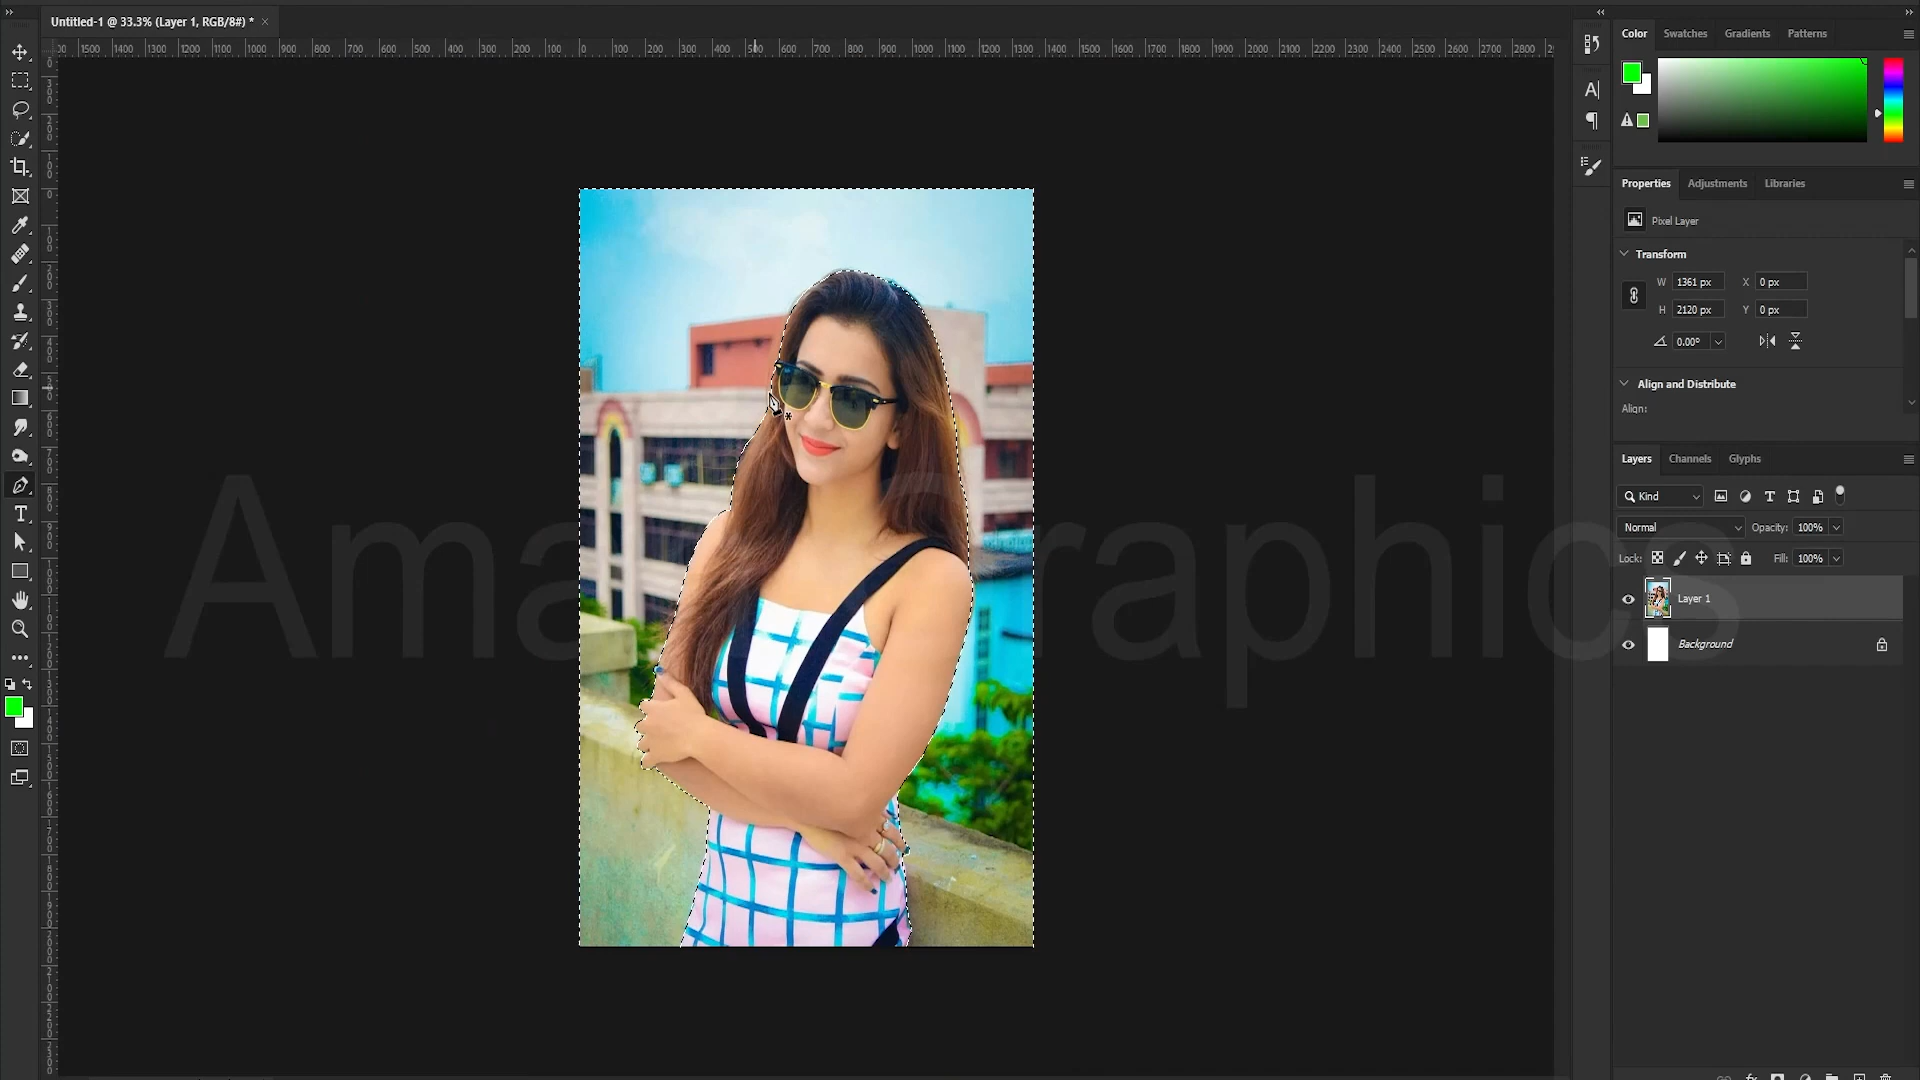 Untitled-1 @ 33.3% (Layer 1, RGB/8#) *
1500 1400 1300 1200 1100 1000 900 800 700 600 500 400 300 200 100 0 100 200 300 400 500 600 700 800 900 1000 1100 1200 1300 1400 1500 1600 1700 1800 1900 2000 2100 2200 2300 2400 2500 2600 2700 2800
Color Swatches Gradients Patterns
Properties Adjustments Libraries
Pixel Layer
Transform
W 1361 px X 0 px
H 2120 px Y 0 px
0.00°
Align and Distribute
Align:
Layers Channels Glyphs
Kind
Normal Opacity: 100%
Lock: Fill: 100%
Layer 1
Background